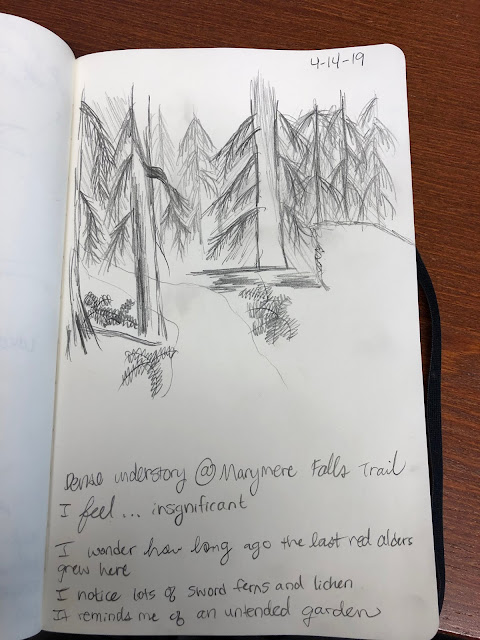 4-14-19
Dense understory @ Marymere Falls Trail
I feel... insgnificant
I wonder how long ago the last red alders
grew here
I notice lots of sword ferns and lichen
It reminds me of an untended garden